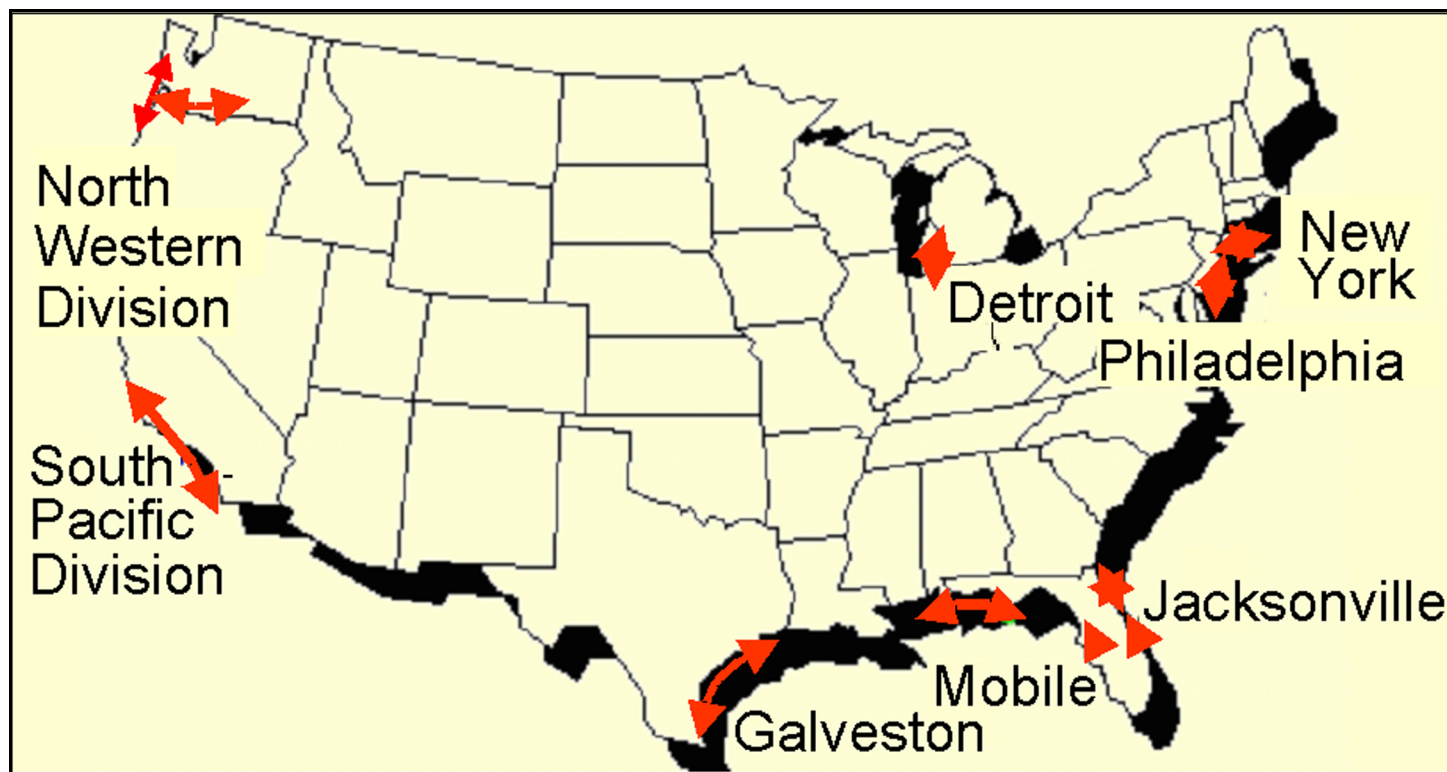 North
Western
Division
New
York
Detroit
Philadelphia
South
Pacific
Division
Jacksonville
Mobile
Galveston